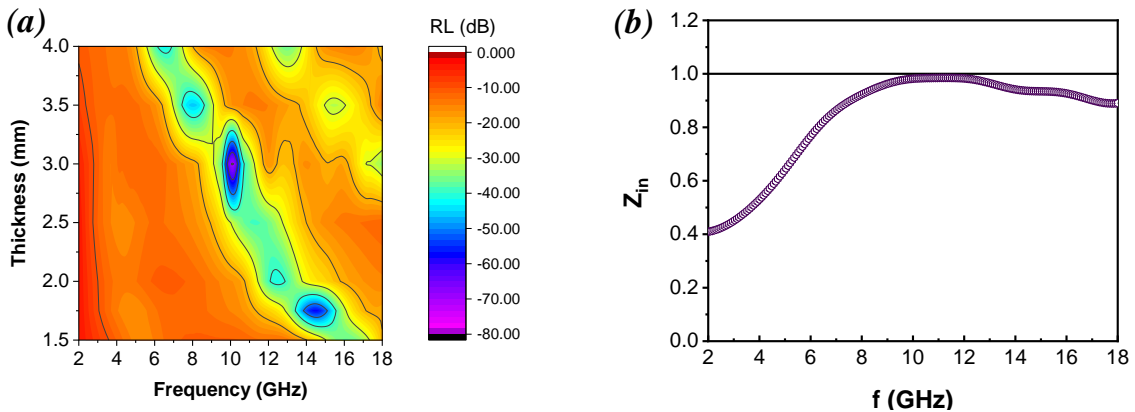 (a)
RL (dB)
4.0
3.5
3.0
2.5
2.0
1.5
Thickness (mm)
2 4 6 8 10 12 14 16 18
Frequency (GHz)
0.000
-10.00
-20.00
-30.00
-40.00
-50.00
-60.00
-70.00
-80.00
(b)
1.2
1.0
0.8
0.6
0.4
0.2
0.0
Z_in
2 4 6 8 10 12 14 16 18
f (GHz)